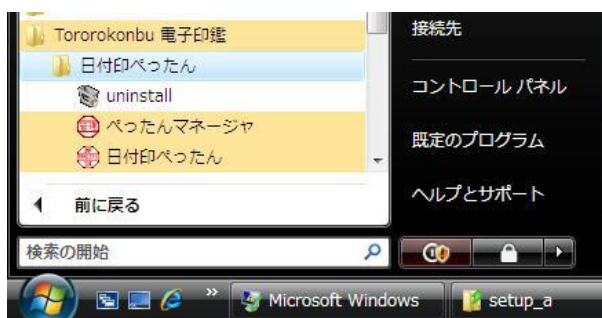 Tororokonbu 電子印鑑
日付印ぺったん
uninstall
ぺったんマネージャ
日付印ぺったん
前に戻る
検索の開始
接続先
コントロール パネル
既定のプログラム
ヘルプとサポート
Microsoft Windows
setup_a